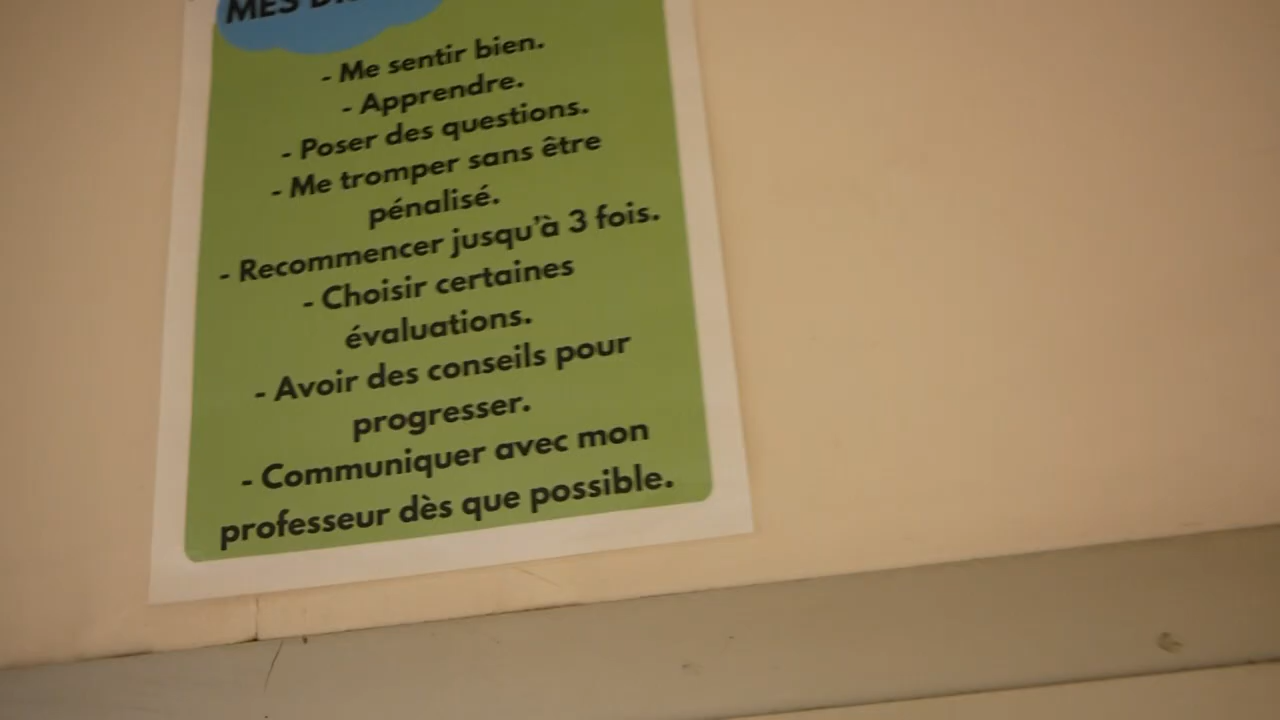 MES
- Me sentir bien.
- Apprendre.
- Poser des questions.
- Me tromper sans être
pénalisé.
- Recommencer jusqu'à 3 fois.
- Choisir certaines
évaluations.
- Avoir des conseils pour
progresser.
- Communiquer avec mon
professeur dès que possible.